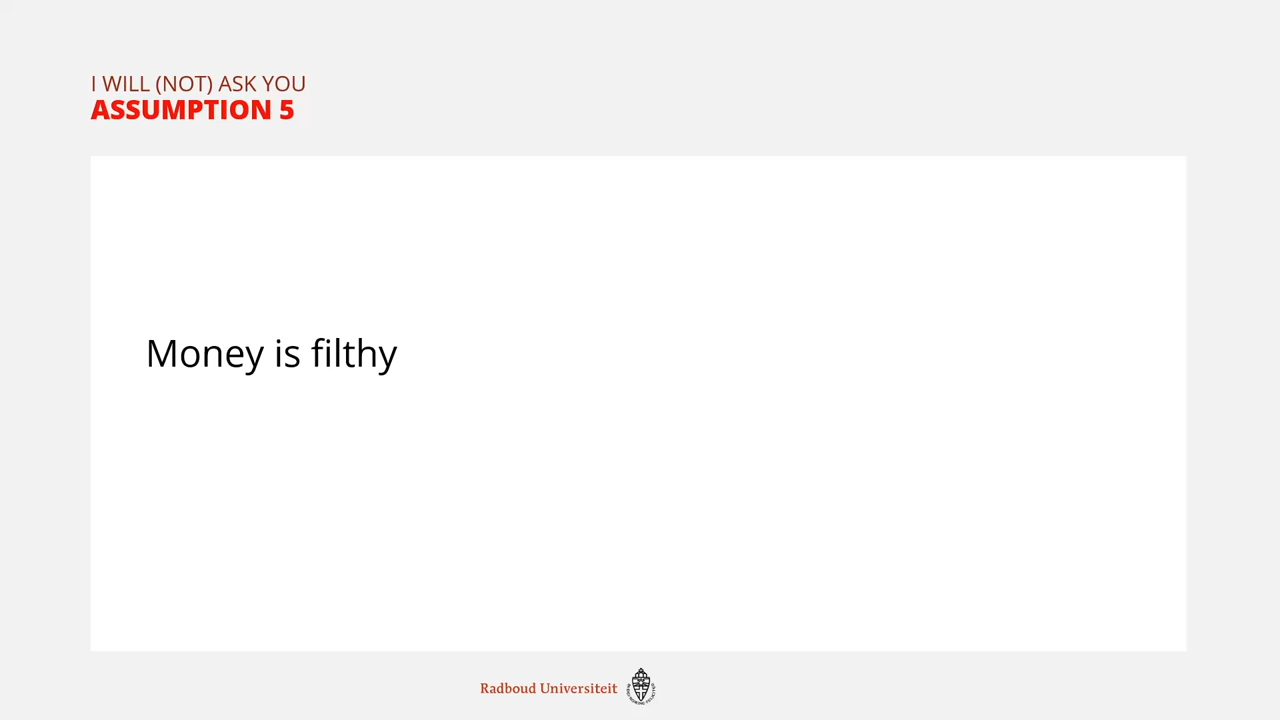 I WILL (NOT) ASK YOU
ASSUMPTION 5
Money is filthy
Radboud Universiteit